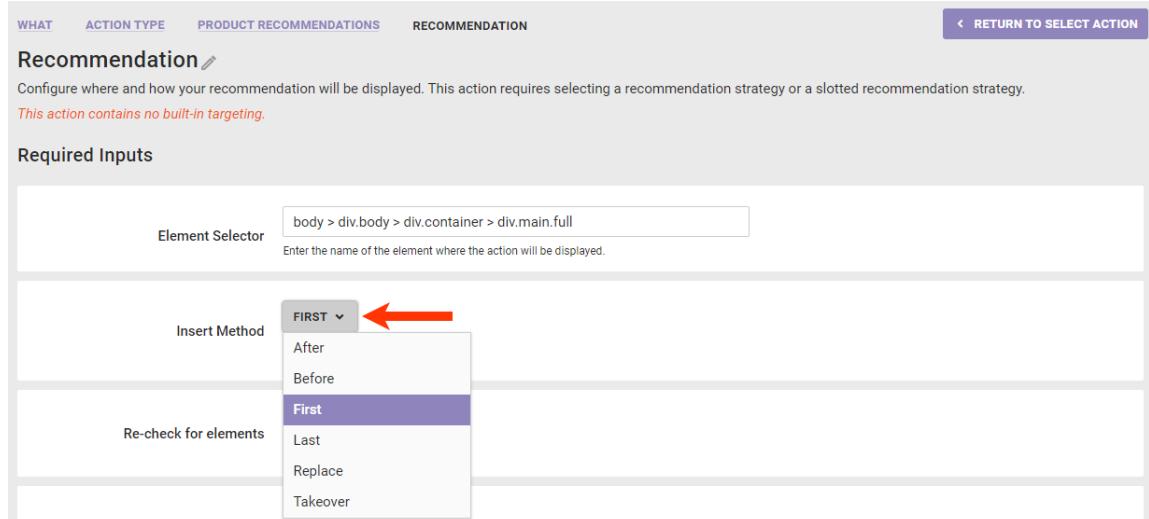 WHAT ACTION TYPE PRODUCT RECOMMENDATIONS RECOMMENDATION
RETURN TO SELECT ACTION
Recommendation
Configure where and how your recommendation will be displayed. This action requires selecting a recommendation strategy or a slotted recommendation strategy.
This action contains no built-in targeting.
Required Inputs
Element Selector
body > div.body > div.container > div.main.full
Enter the name of the element where the action will be displayed.
Insert Method
FIRST
After
Before
First
Re-check for elements
Last
Replace
Takeover